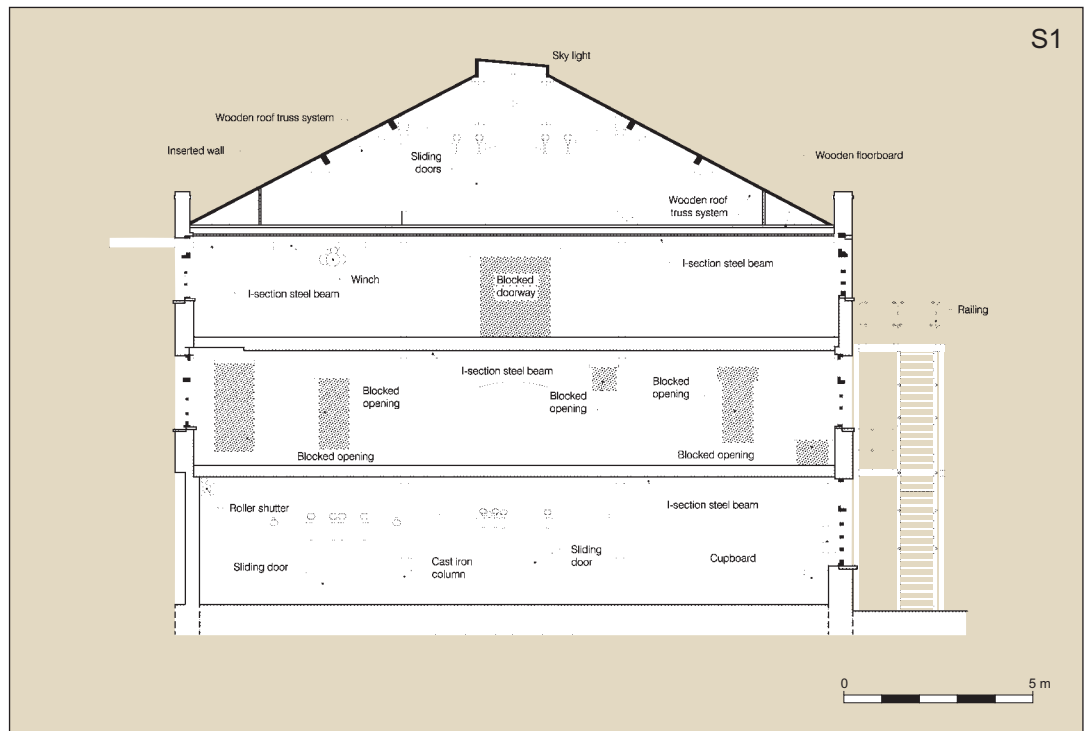 S1
Sky light
Wooden roof truss system
Inserted wall
Sliding
doors
Wooden floorboard
Wooden roof
truss system
I-section steel beam
Winch
I-section steel beam
Blocked
doorway
Railing
I-section steel beam
Blocked
opening
Blocked
opening
Blocked
opening
Blocked opening
Blocked opening
Roller shutter
I-section steel beam
Sliding door
Cast iron
column
Sliding
door
Cupboard
0
5 m